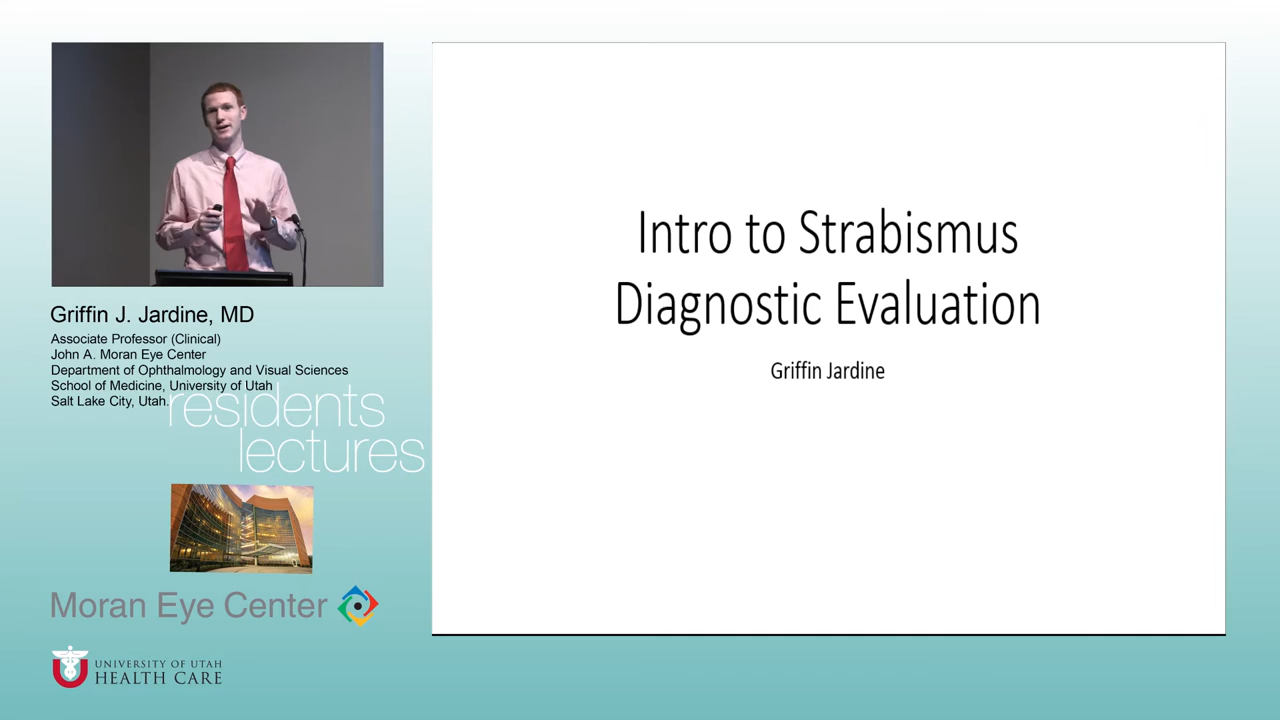 Griffin J. Jardine, MD
Associate Professor (Clinical)
John A. Moran Eye Center
Department of Ophthalmology and Visual Sciences
School of Medicine, University of Utah
Salt Lake City, Utah.
residents
lectures
Moran Eye Center
UNIVERSITY OF UTAH
HEALTH CARE
Intro to Strabismus
Diagnostic Evaluation
Griffin Jardine